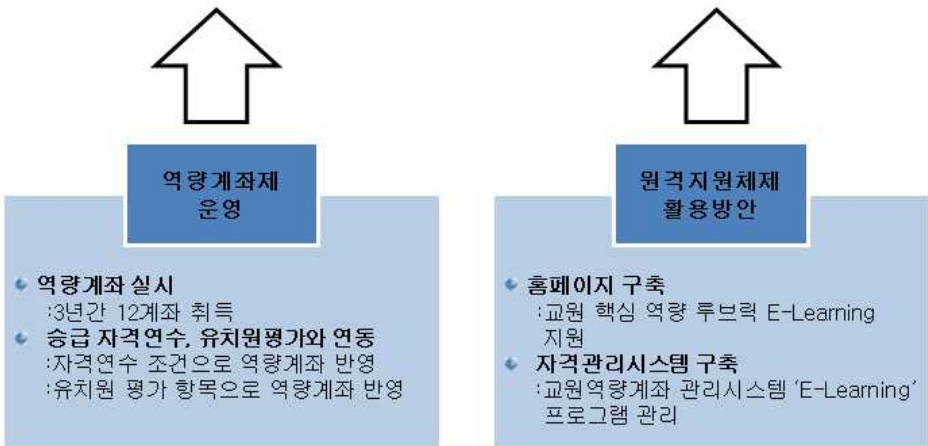 역량계좌제
운영
역량계좌 실시
:3년간 12계좌 취득
승급 자격연수, 유치원평가와 연동
:자격연수 조건으로 역량계좌 반영
:유치원 평가 항목으로 역량계좌 반영
원격지원체제
활용방안
홈페이지 구축
:교원 핵심 역량 루브릭 E-Learning
지원
자격관리시스템 구축
:교원역량계좌 관리시스템 ‘E-Learning’
프로그램 관리